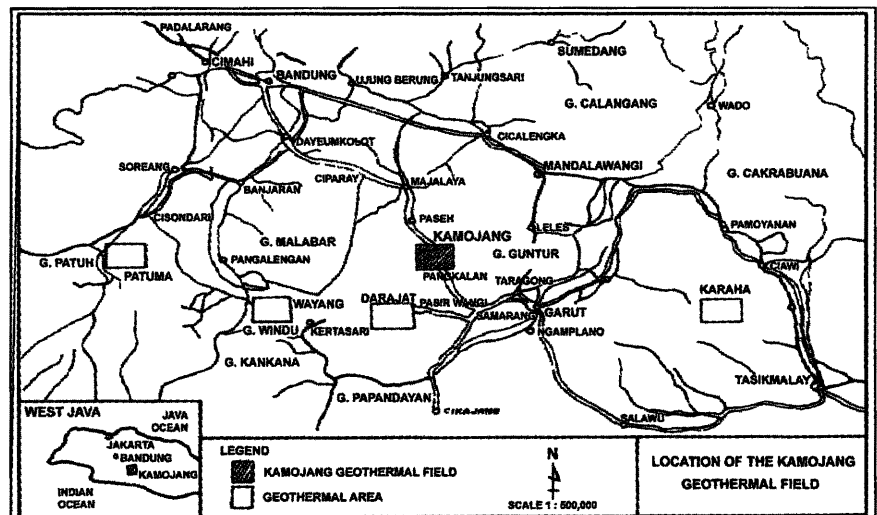 PADALARANG
CIMAHI
SUMEDANG
BANDUNG
UJUNG BERUNG
TANJUNGSARI
G. CALANGANG
WADO
DAYEUMKOLOT
CICALENGKA
SOREANG
MANDALAWANGI
G. CAKRABUANA
BANJARAN
CIPARAY
MAJALAYA
CISONDARI
PASEH
LELES
PAMOYANAN
G. MALABAR
KAMOJANG
G. GUNTUR
G. PATUH
PATUMA
PANGALENGAN
CIAWI
PANGKALAN
TARAGONG
KARAHA
WAYANG
DARAJAT
PASIR WANGI
SAMARANG
GARUT
G. WINDU
KERTASARI
NGAMPLANO
G. KANKANA
TASIKMALAY
G. PAPANDAYAN
CIKAJANG
SALAWU
WEST JAVA
JAVA
OCEAN
JAKARTA
BANDUNG
KAMOJANG
INDIAN
OCEAN
LEGEND
KAMOJANG GEOTHERMAL FIELD
GEOTHERMAL AREA
N
SCALE 1 : 500,000
LOCATION OF THE KAMOJANG
GEOTHERMAL FIELD